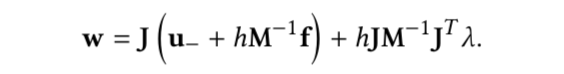 w = J (u₋ + hM⁻¹f) + hJM⁻¹Jᵀ λ.